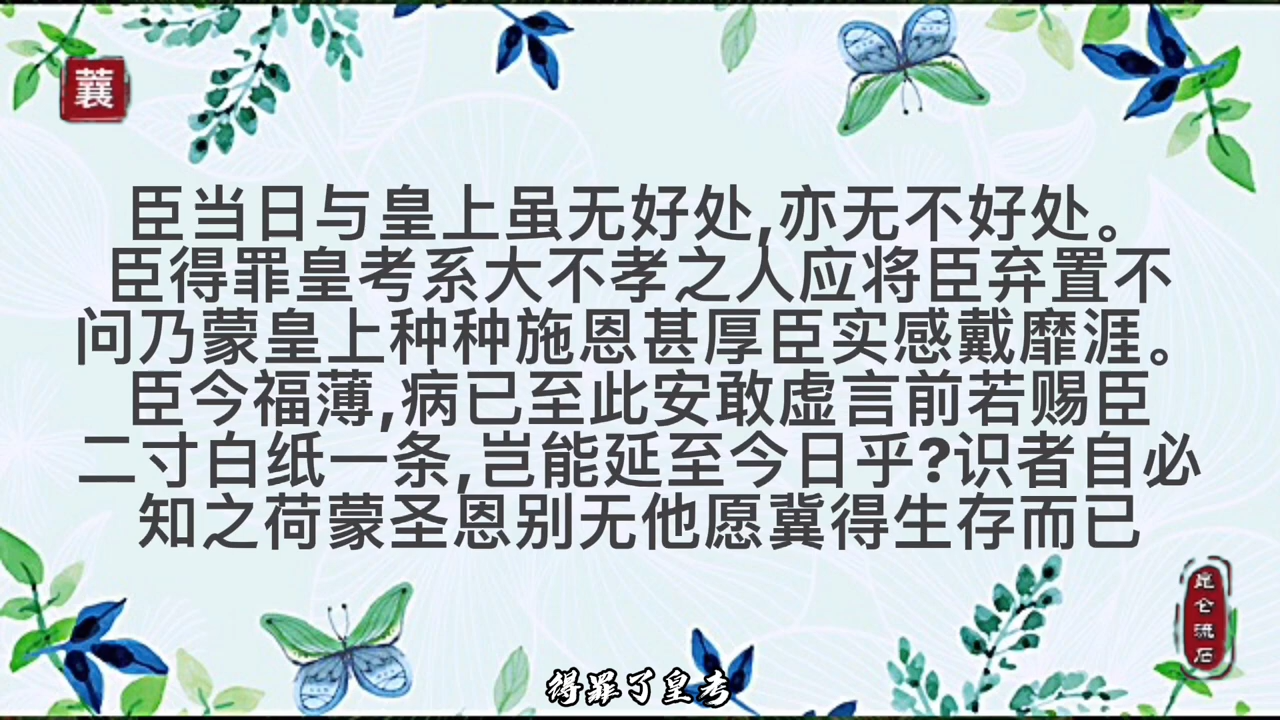 蘘
臣当日与皇上虽无好处,亦无不好处。
臣得罪皇考系大不孝之人应将臣弃置不
问乃蒙皇上种种施恩甚厚臣实感戴靡涯。
臣今福薄,病已至此安敢虚言前若赐臣
二寸白纸一条,岂能延至今日乎?识者自必
知之荷蒙圣恩别无他愿冀得生存而已
昆仑流石
得罪了皇考